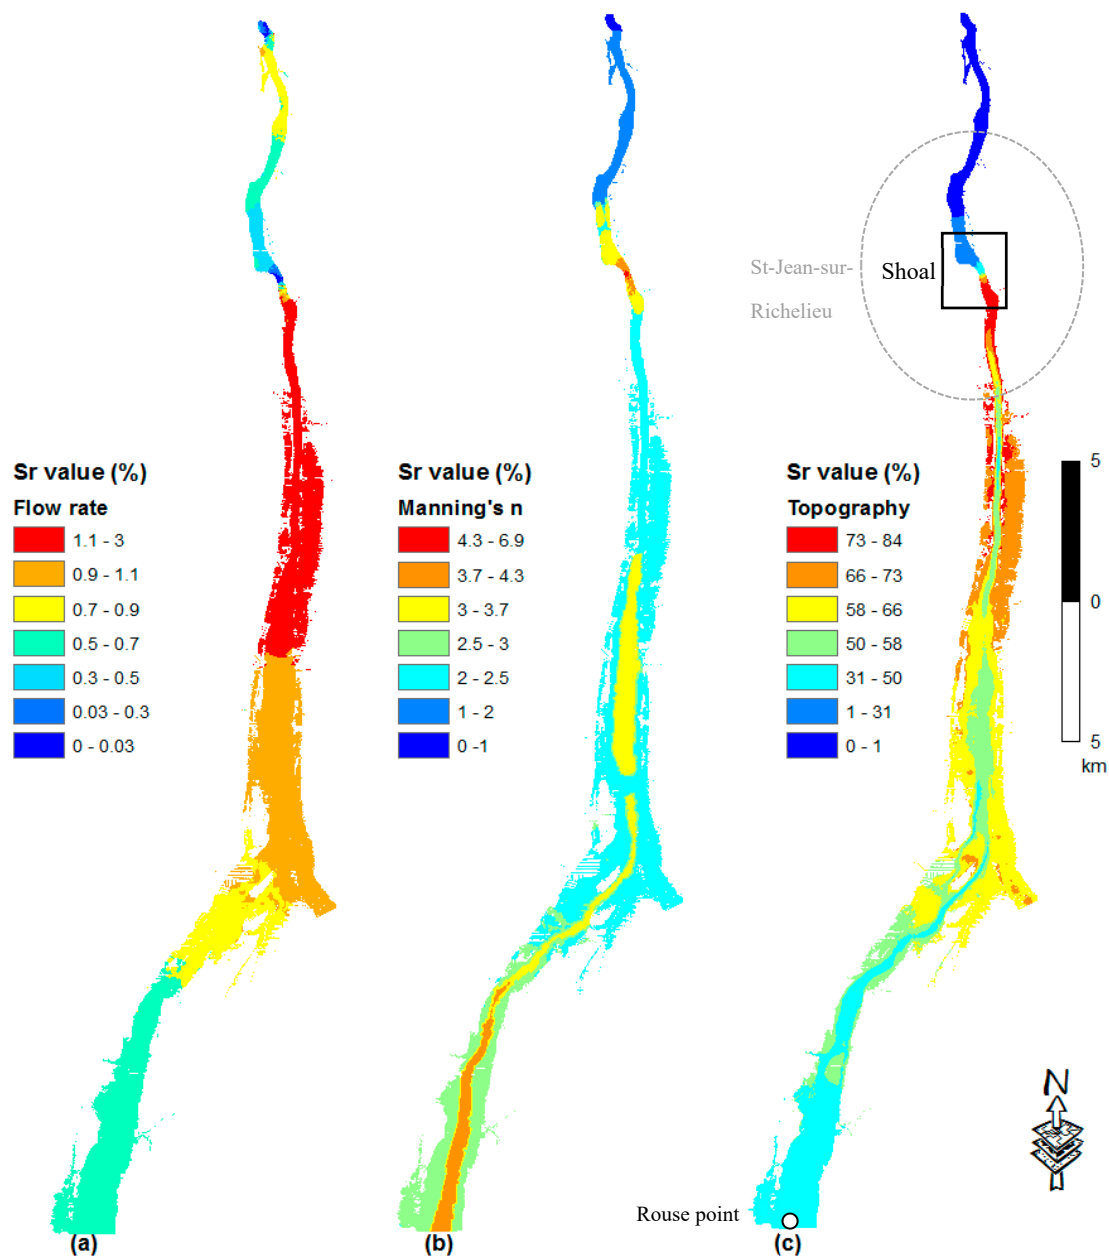 St-Jean-sur-
Richelieu
Shoal
Sr value (%)
Flow rate
1.1 - 3
0.9 - 1.1
0.7 - 0.9
0.5 - 0.7
0.3 - 0.5
0.03 - 0.3
0 - 0.03
Sr value (%)
Manning's n
4.3 - 6.9
3.7 - 4.3
3 - 3.7
2.5 - 3
2 - 2.5
1 - 2
0 -1
Sr value (%)
Topography
73 - 84
66 - 73
58 - 66
50 - 58
31 - 50
1 - 31
0 - 1
5
0
5
km
N
Rouse point
(a)
(b)
(c)